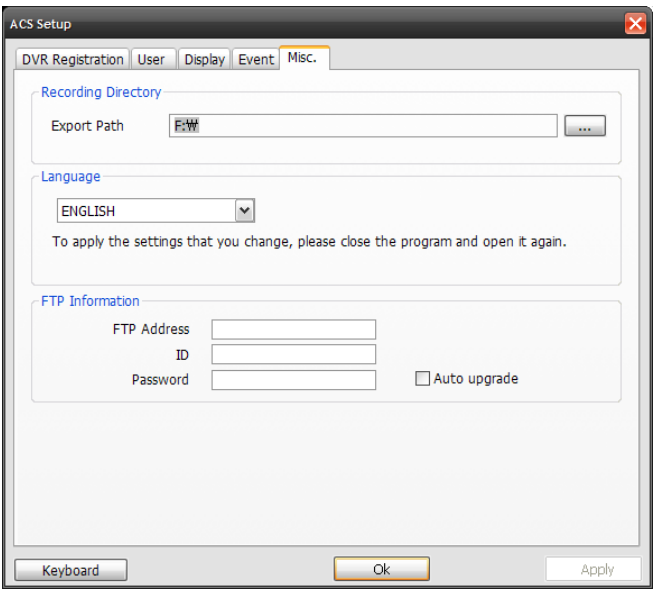 ACS Setup
DVR Registration User Display Event Misc.
Recording Directory
Export Path F:₩ ...
Language
ENGLISH
To apply the settings that you change, please close the program and open it again.
FTP Information
FTP Address
ID
Password Auto upgrade
Keyboard Ok Apply